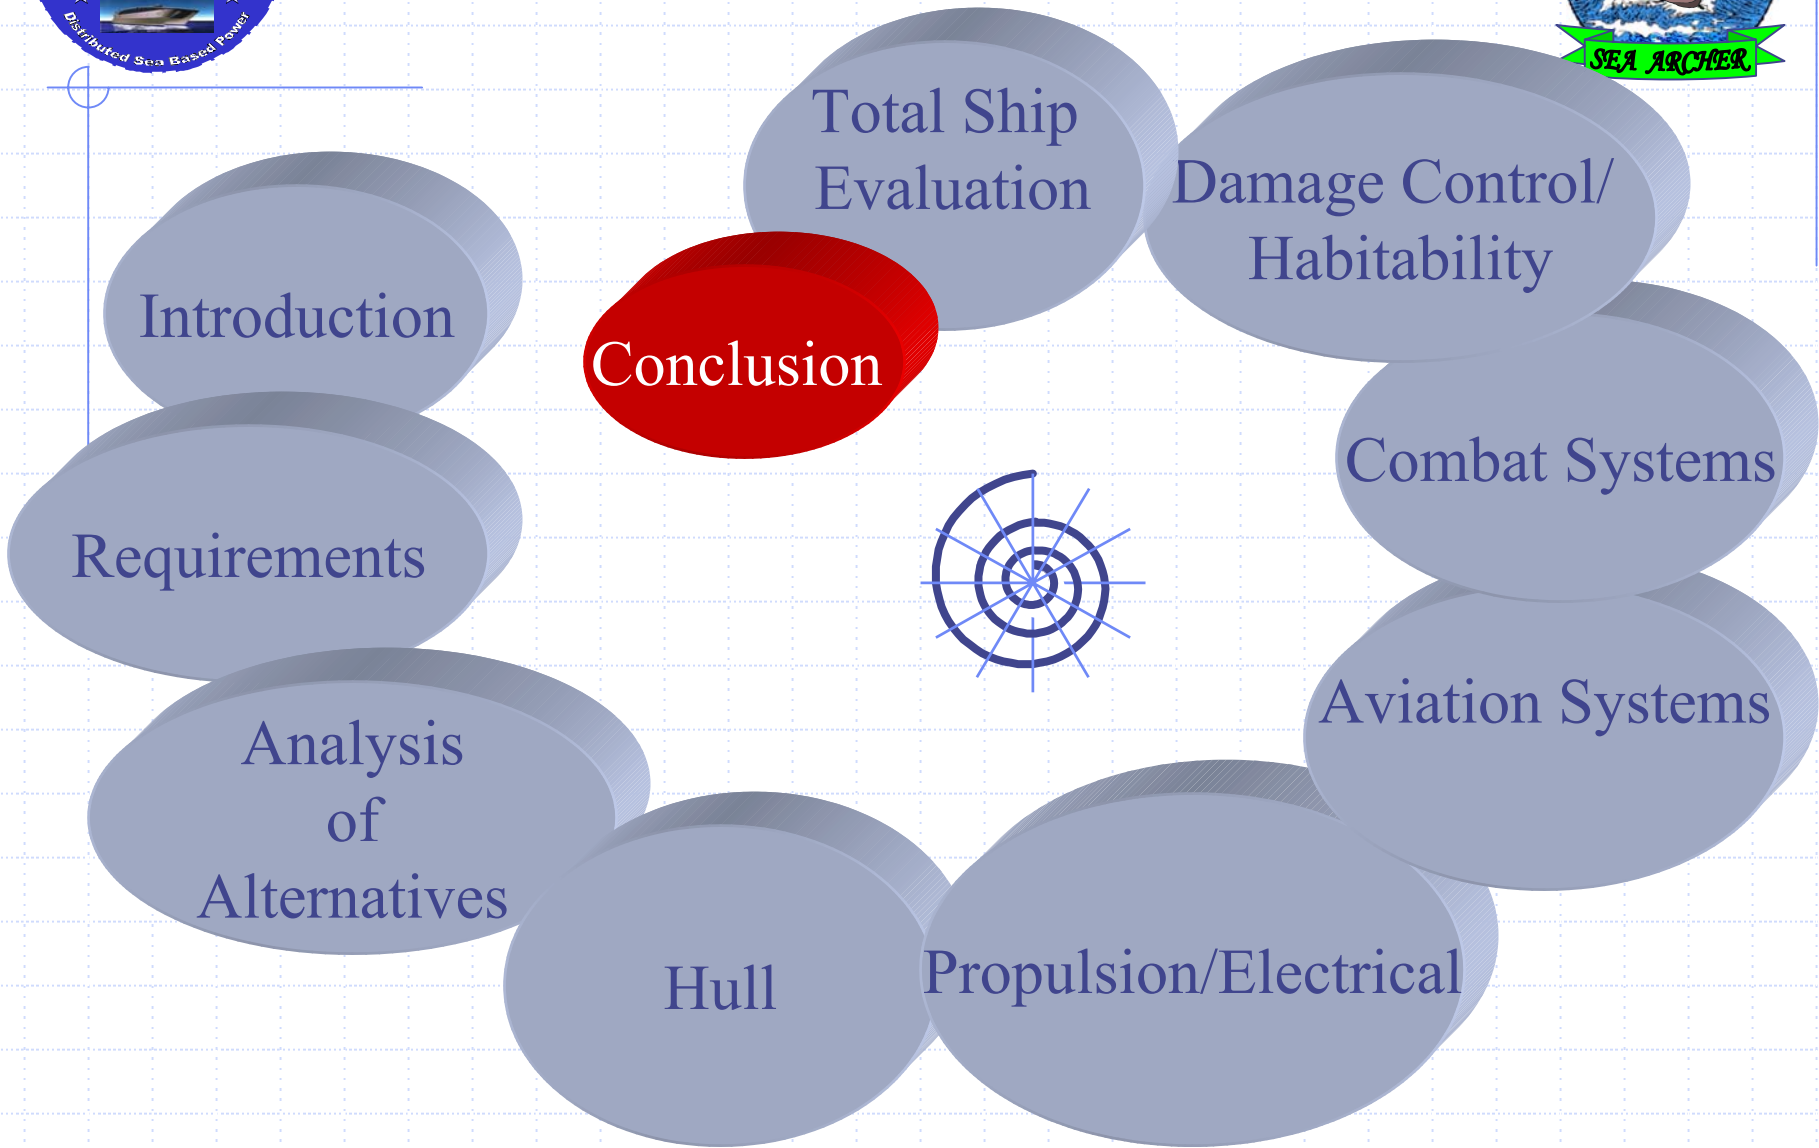 Distributed Sea Based Power
SEA ARCHER
Total Ship
Evaluation
Damage Control/
Habitability
Introduction
Conclusion
Combat Systems
Requirements
Aviation Systems
Analysis
of
Alternatives
Hull
Propulsion/Electrical